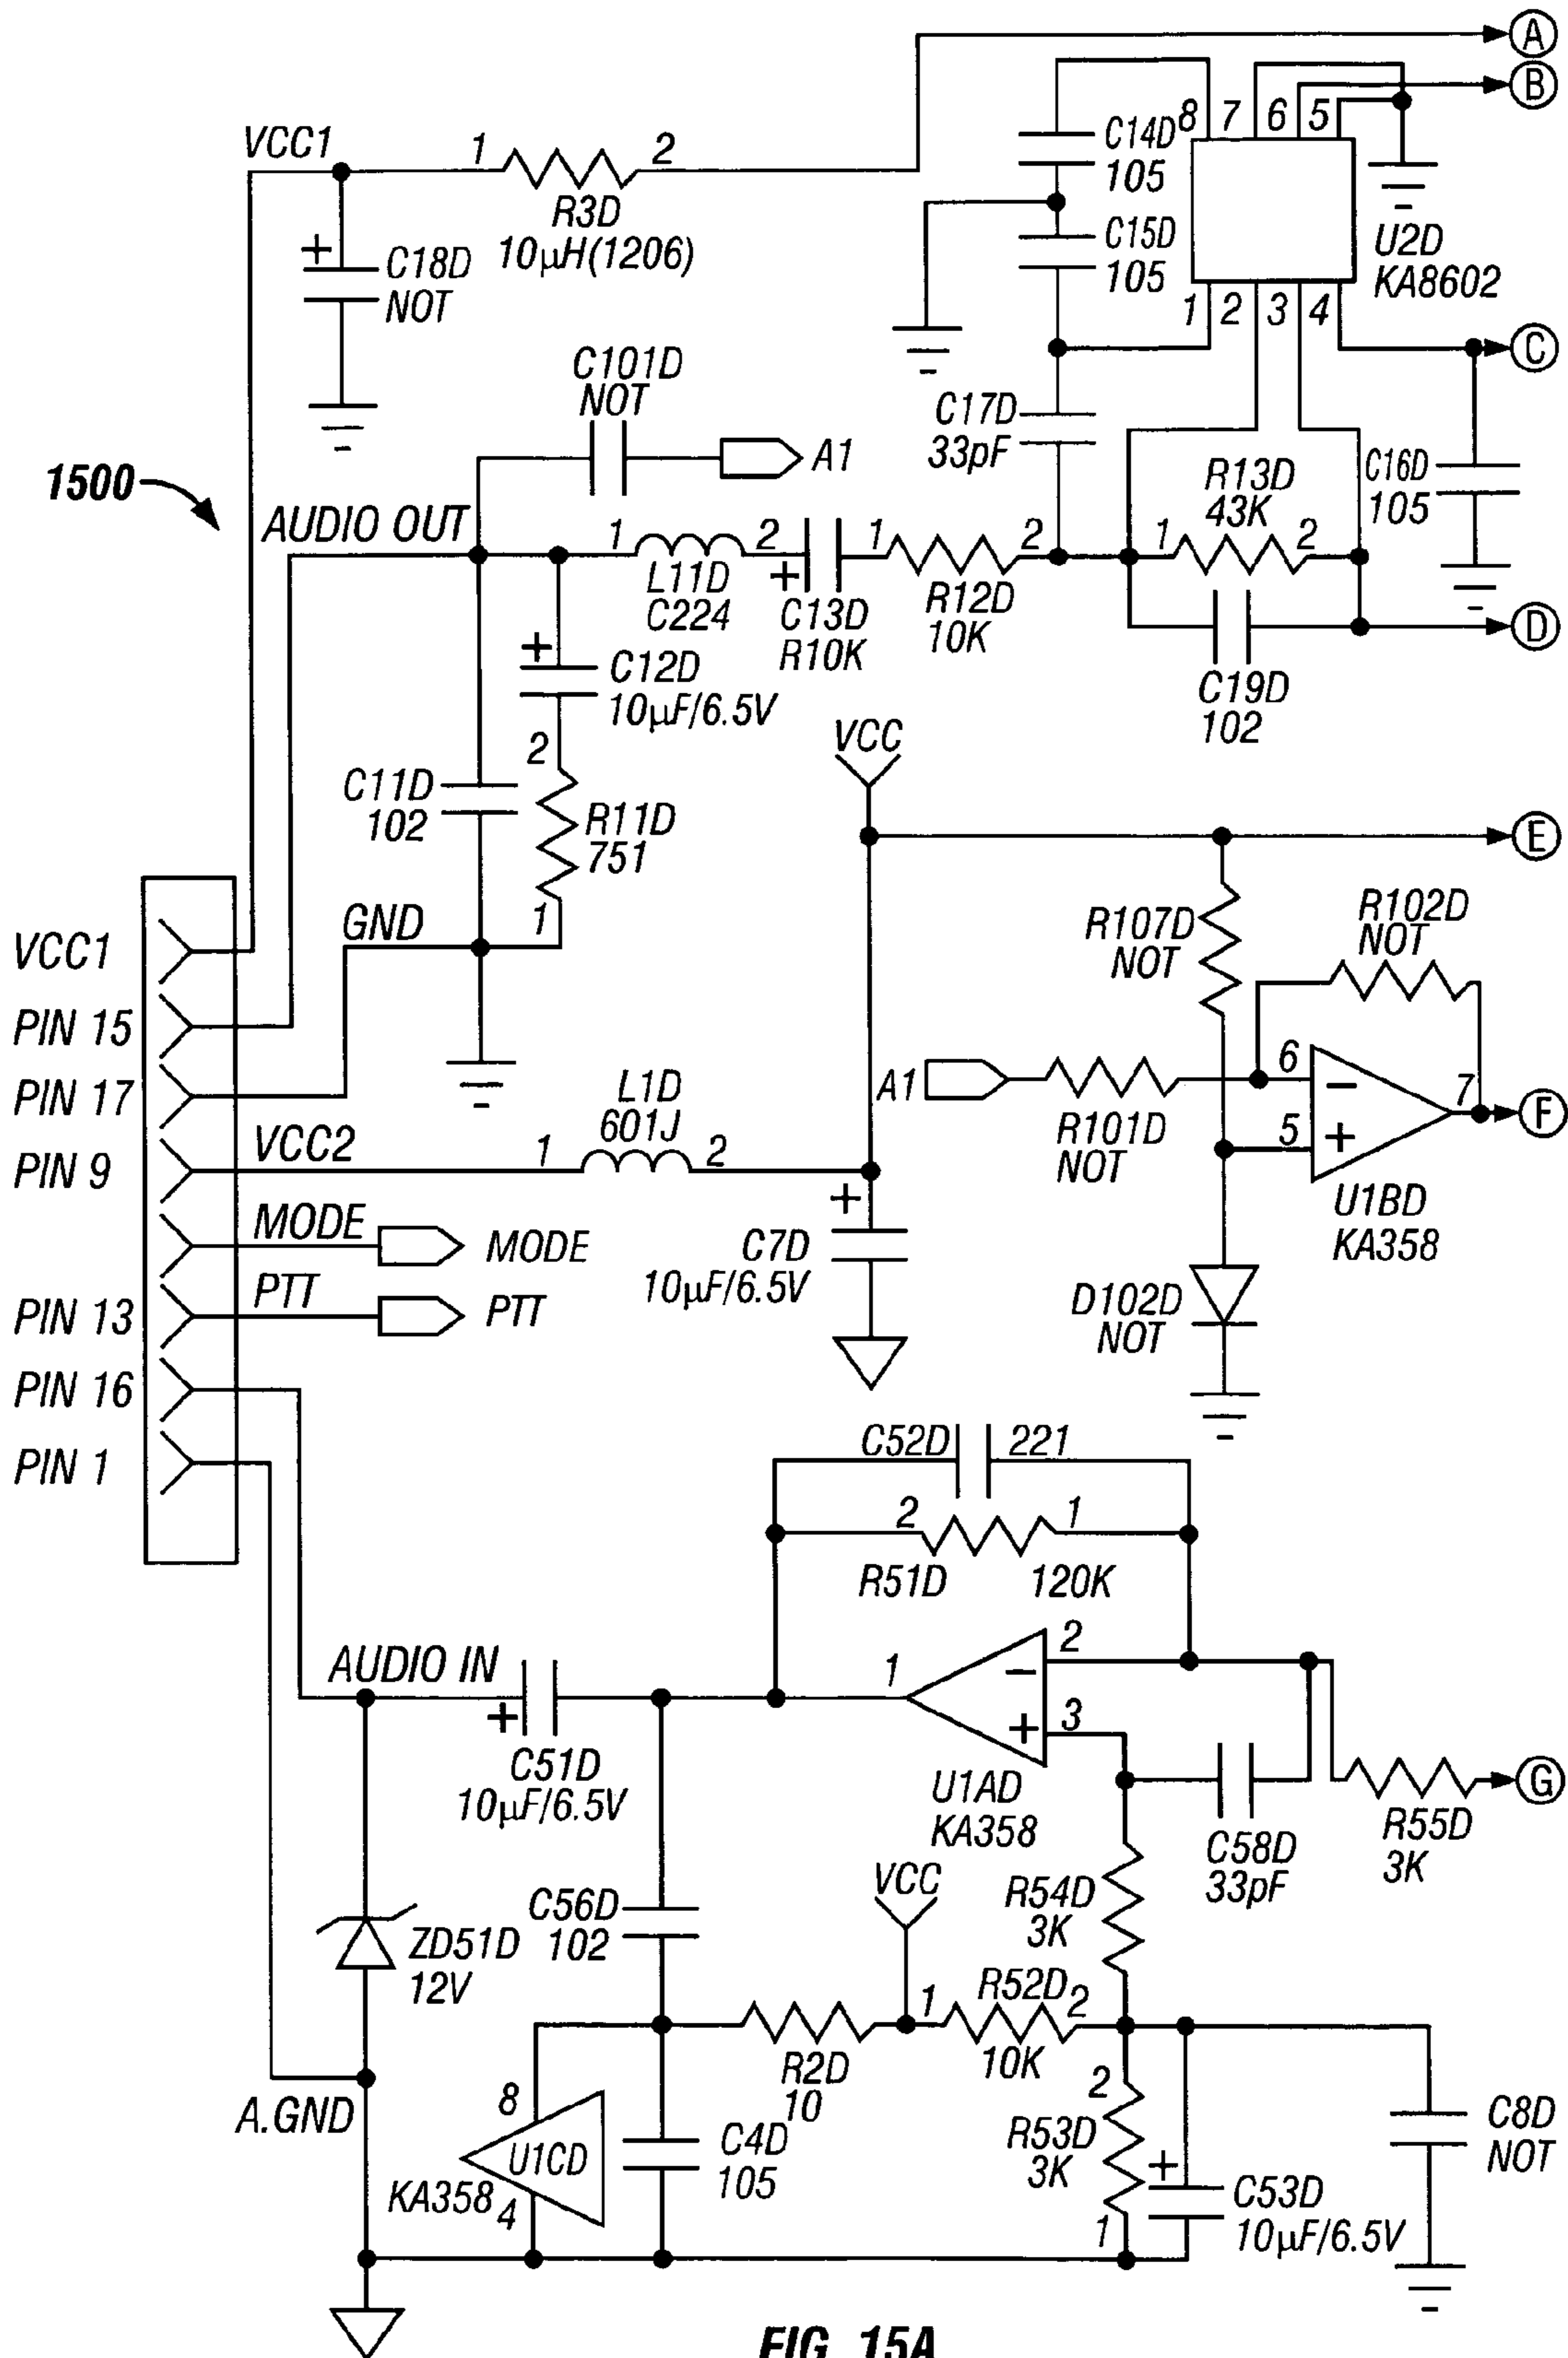 A
B
VCC1
1
2
R3D
10µH(1206)
+
C18D
NOT
C14D
105
C15D
105
8
7
6
5
U2D
KA8602
1
2
3
4
C
C101D
NOT
A1
C17D
33pF
C16D
105
1500
AUDIO OUT
1
2
L11D
C224
+
C13D
R10K
1
2
R12D
10K
R13D
43K
1
2
D
C19D
102
+
C12D
10µF/6.5V
2
C11D
102
R11D
751
1
VCC
E
GND
VCC1
PIN 15
PIN 17
PIN 9
PIN 13
PIN 16
PIN 1
R107D
NOT
R102D
NOT
A1
R101D
NOT
6
−
5
+
7
F
U1BD
KA358
L1D
601J
VCC2
1
2
MODE
MODE
PTT
PTT
+
C7D
10µF/6.5V
D102D
NOT
C52D
221
2
1
R51D
120K
AUDIO IN
+
C51D
10µF/6.5V
1
−
2
+
3
U1AD
KA358
C58D
33pF
R55D
3K
G
C56D
102
VCC
R54D
3K
ZD51D
12V
R2D
10
1
R52D
2
10K
A.GND
8
U1CD
KA358
4
C4D
105
2
R53D
3K
1
+
C53D
10µF/6.5V
C8D
NOT
FIG. 15A